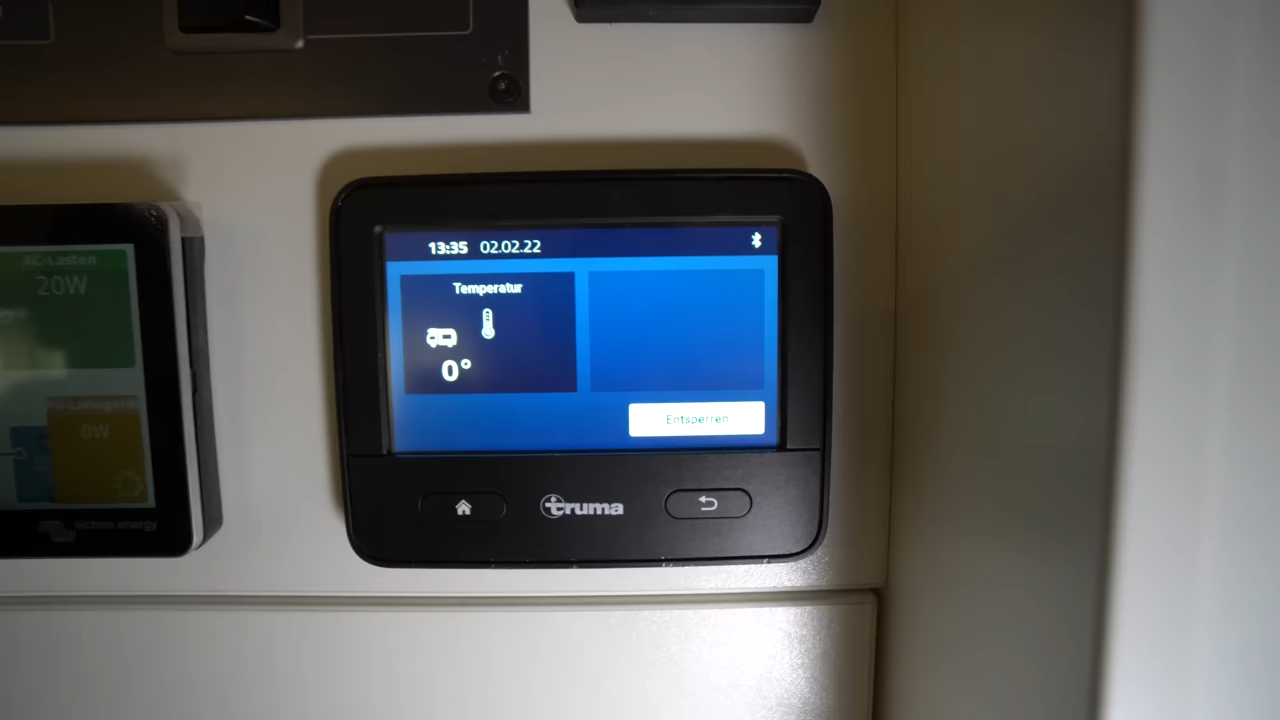 AC-Lasten
20W
0W
victron energy
13:35 02.02.22
Temperatur
0°
Entsperren
truma